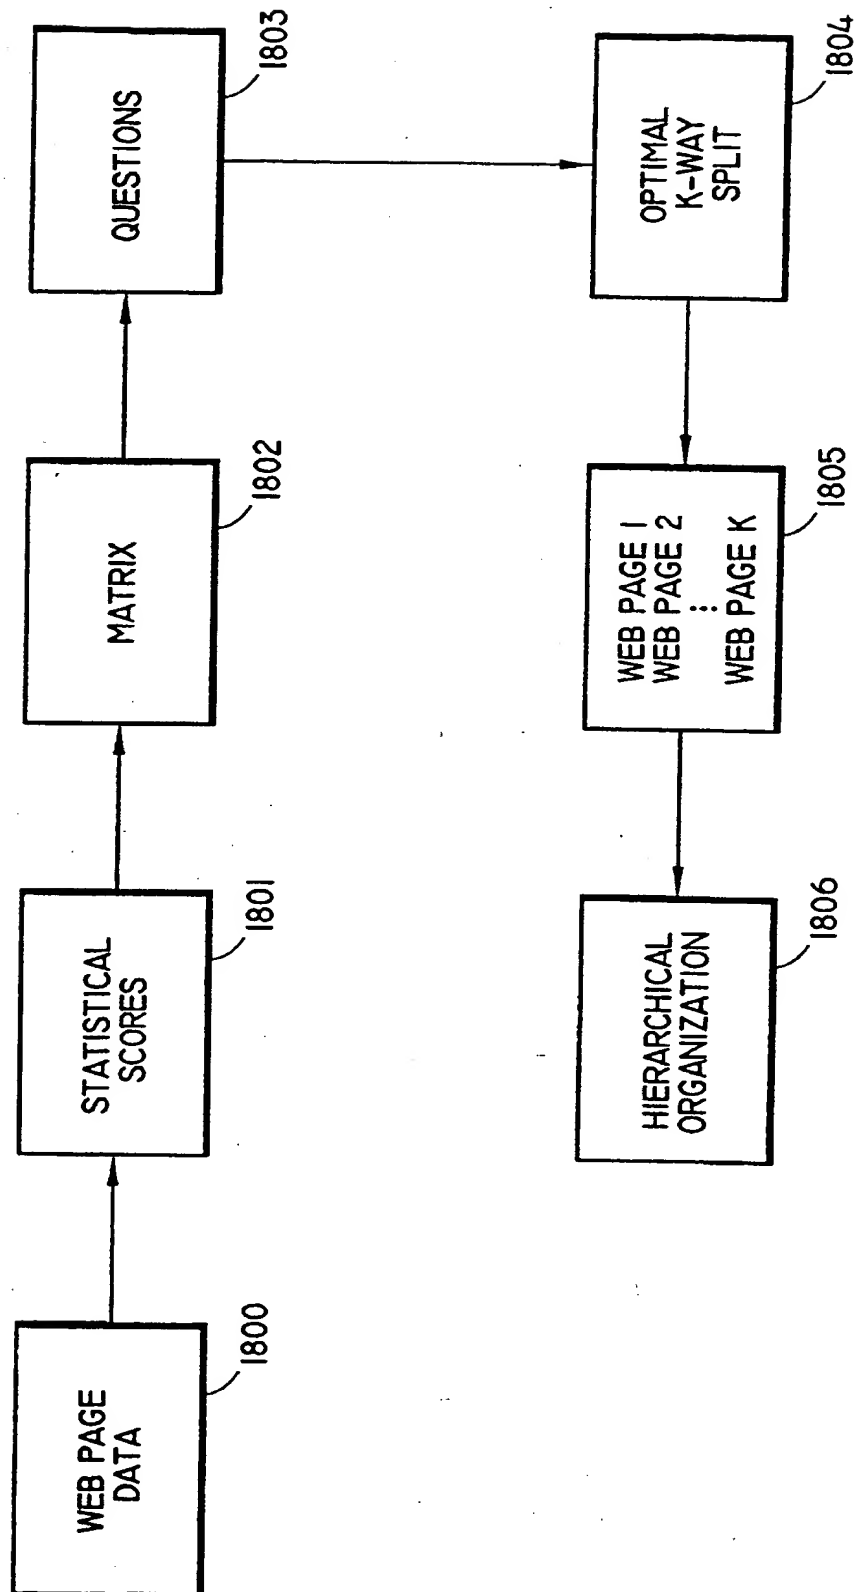 WEB PAGE
DATA
1800
STATISTICAL
SCORES
1801
MATRIX
1802
QUESTIONS
1803
OPTIMAL
K-WAY
SPLIT
1804
WEB PAGE 1
WEB PAGE 2
⋮
WEB PAGE K
1805
HIERARCHICAL
ORGANIZATION
1806